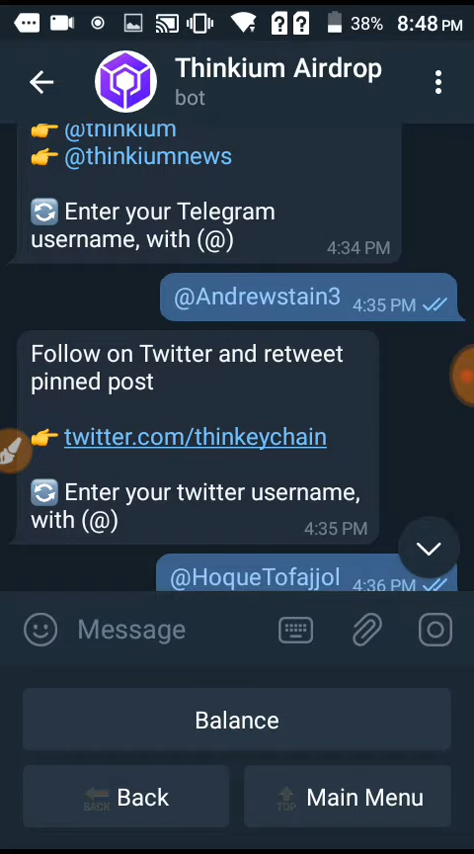 38% 8:48 PM
Thinkium Airdrop
bot
👉 @thinkium
👉 @thinkiumnews
🔄 Enter your Telegram
username, with (@)
4:34 PM
@Andrewstain3 4:35 PM
Follow on Twitter and retweet
pinned post
👉 twitter.com/thinkeychain
🔄 Enter your twitter username,
with (@)
4:35 PM
@HoqueTofajjol 4:36 PM
Message
Balance
BACK Back
TOP Main Menu